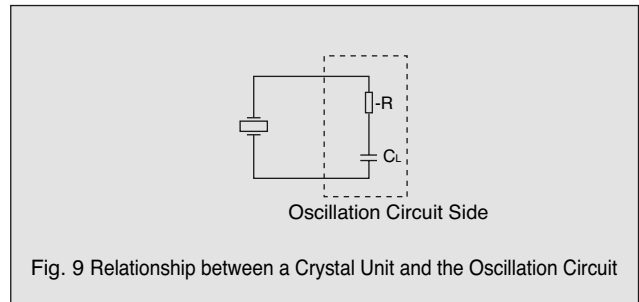 -R
CL
Oscillation Circuit Side
Fig. 9 Relationship between a Crystal Unit and the Oscillation Circuit